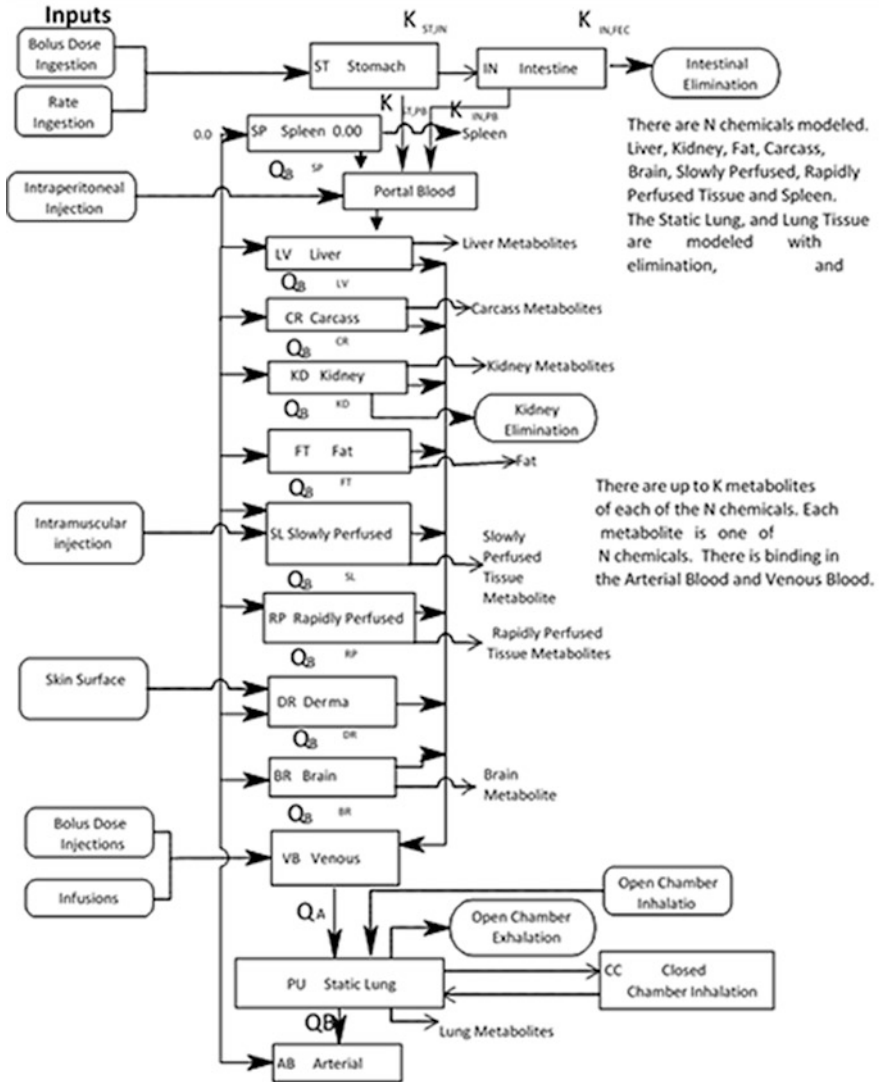 Inputs
K ST,IN
K IN,FEC
Bolus Dose
Ingestion
ST Stomach
IN Intestine
Intestinal
Elimination
Rate
Ingestion
K ST,PB
K IN,PB
0.0
SP Spleen 0.00
Spleen
There are N chemicals modeled.
Liver, Kidney, Fat, Carcass,
Brain, Slowly Perfused, Rapidly
Perfused Tissue and Spleen.
The Static Lung, and Lung Tissue
are modeled with
elimination, and
QB SP
Intraperitoneal
Injection
Portal Blood
LV Liver
Liver Metabolites
QB LV
CR Carcass
Carcass Metabolites
QB CR
KD Kidney
Kidney Metabolites
QB KD
Kidney
Elimination
FT Fat
Fat
QB FT
There are up to K metabolites
of each of the N chemicals. Each
metabolite is one of
N chemicals. There is binding in
the Arterial Blood and Venous Blood.
Intramuscular
injection
SL Slowly Perfused
Slowly
Perfused
Tissue
Metabolite
QB SL
RP Rapidly Perfused
Rapidly Perfused
Tissue Metabolites
QB RP
Skin Surface
DR Derma
QB DR
BR Brain
Brain
Metabolite
QB BR
Bolus Dose
Injections
VB Venous
Infusions
Open Chamber
Inhalatio
QA
Open Chamber
Exhalation
PU Static Lung
CC Closed
Chamber Inhalation
QB
Lung Metabolites
AB Arterial